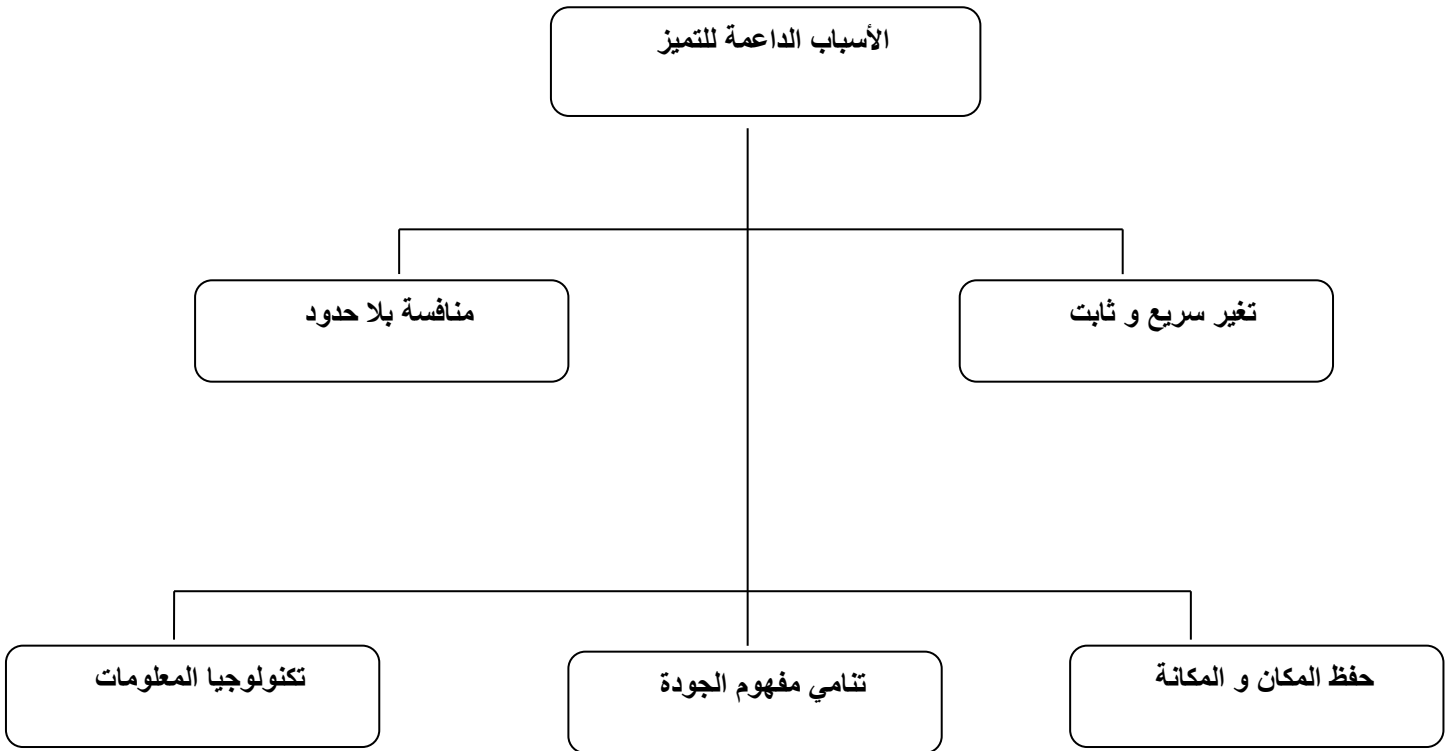 الأسباب الداعمة للتميز
تغير سريع و ثابت
منافسة بلا حدود
حفظ المكان و المكانة
تنامي مفهوم الجودة
تكنولوجيا المعلومات